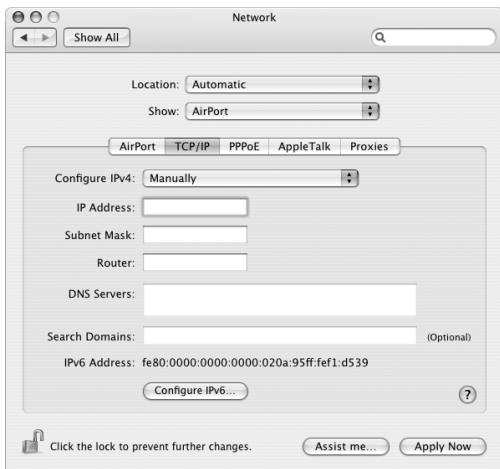 Network
Show All
Location: Automatic
Show: AirPort
AirPort TCP/IP PPPoE AppleTalk Proxies
Configure IPv4: Manually
IP Address:
Subnet Mask:
Router:
DNS Servers:
Search Domains: (Optional)
IPv6 Address: fe80:0000:0000:0000:020a:95ff:fef1:d539
Configure IPv6... ?
Click the lock to prevent further changes. Assist me... Apply Now